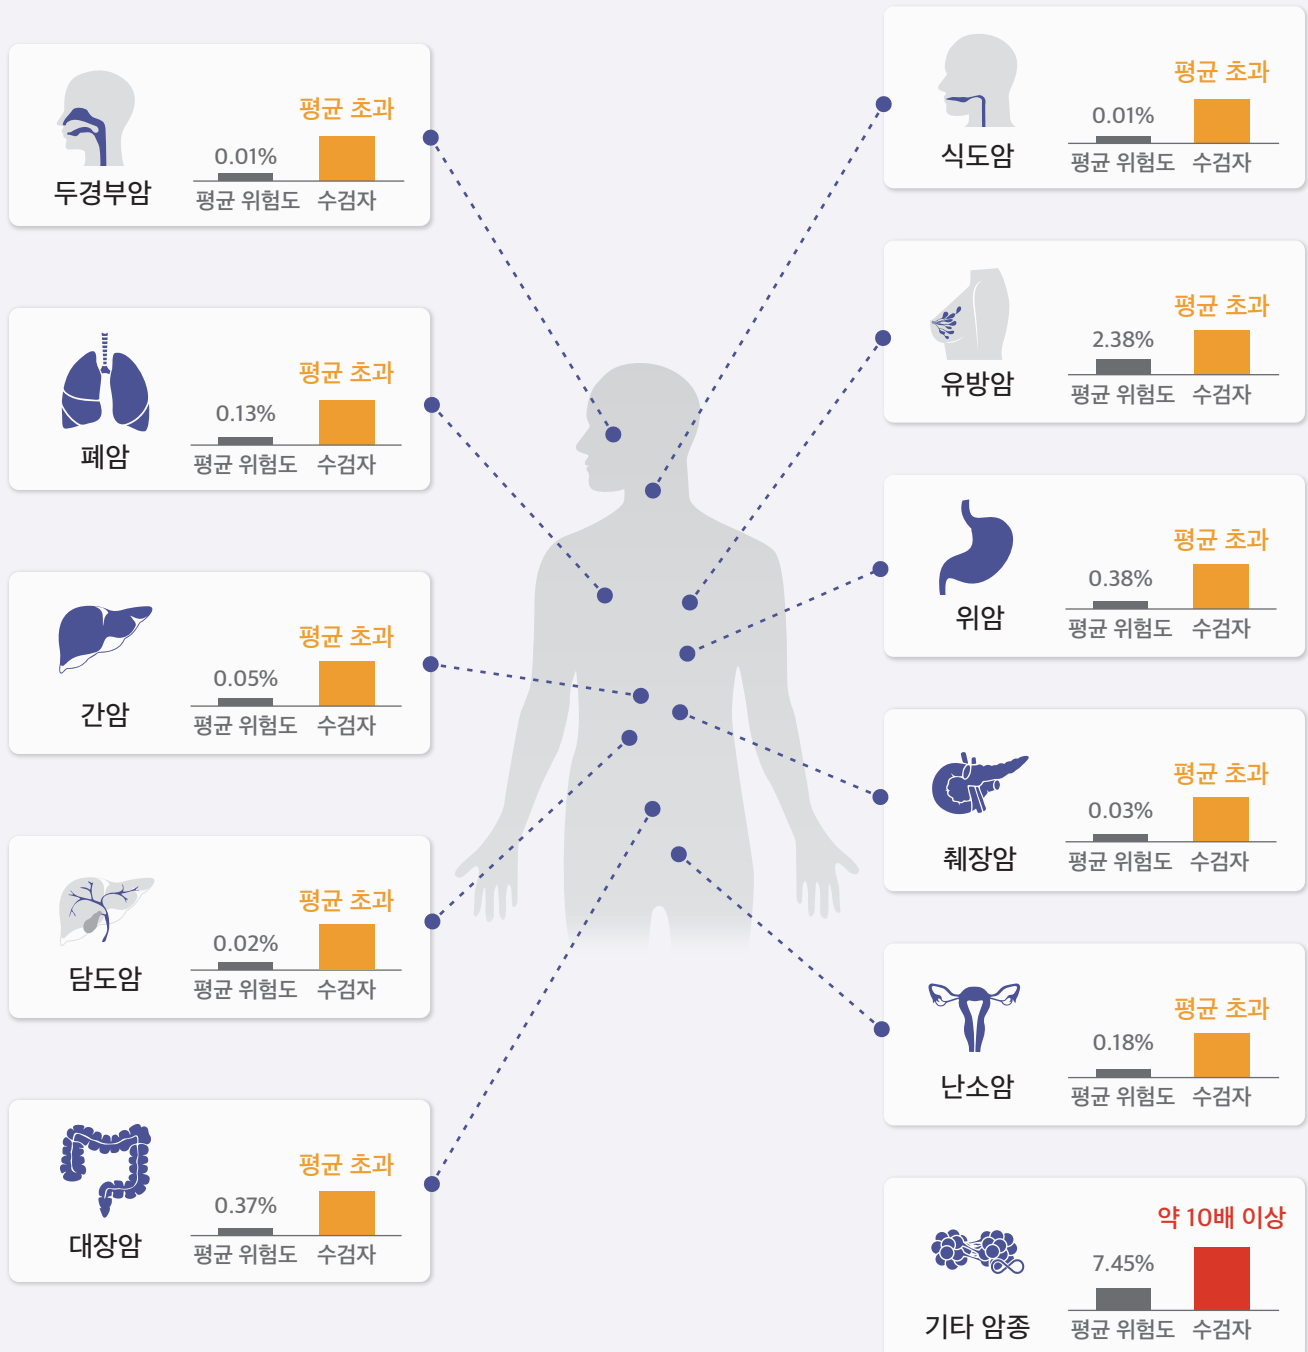 두경부암
평균 초과
0.01%
평균 위험도 수검자
폐암
평균 초과
0.13%
평균 위험도 수검자
간암
평균 초과
0.05%
평균 위험도 수검자
담도암
평균 초과
0.02%
평균 위험도 수검자
대장암
평균 초과
0.37%
평균 위험도 수검자
식도암
평균 초과
0.01%
평균 위험도 수검자
유방암
평균 초과
2.38%
평균 위험도 수검자
위암
평균 초과
0.38%
평균 위험도 수검자
췌장암
평균 초과
0.03%
평균 위험도 수검자
난소암
평균 초과
0.18%
평균 위험도 수검자
기타 암종
약 10배 이상
7.45%
평균 위험도 수검자